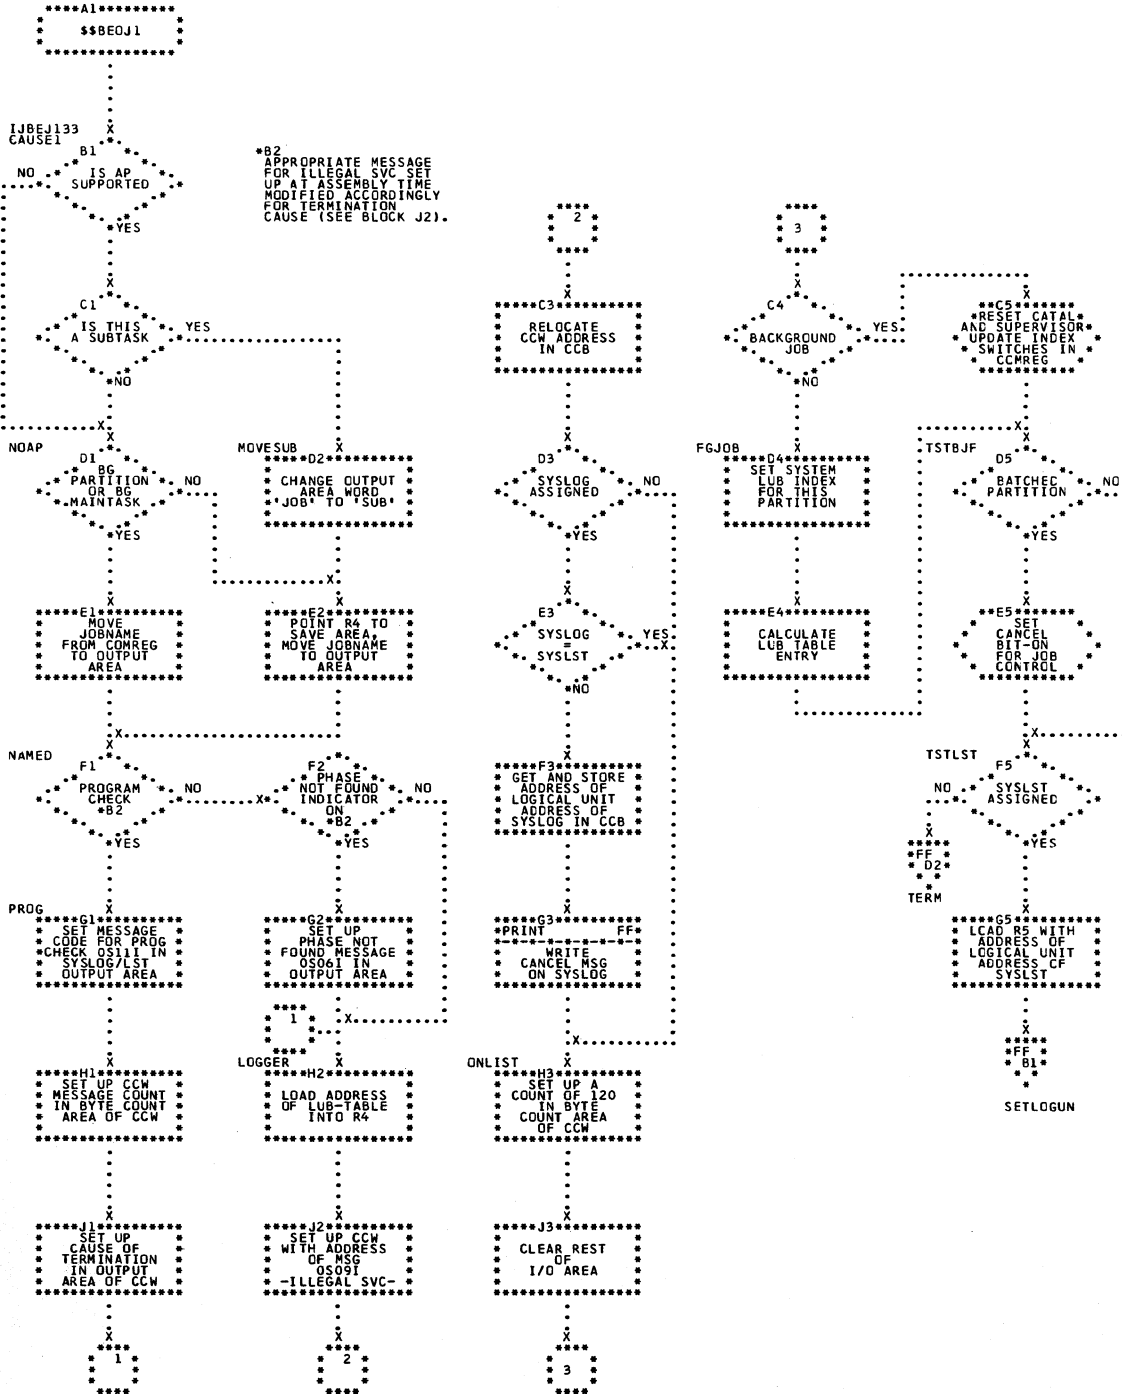 A1
$$BEOJ1
IJBEJ133
CAUSE1
B1
IS AP
SUPPORTED
NO
YES
*B2
APPROPRIATE MESSAGE
FOR ILLEGAL SVC SET
UP AT ASSEMBLY TIME
MODIFIED ACCORDINGLY
FOR TERMINATION
CAUSE (SEE BLOCK J2).
C1
IS THIS
A SUBTASK
YES
NO
NOAP
D1
BG
PARTITION
OR BG
MAINTASK
NO
YES
MOVESUB
D2
CHANGE OUTPUT
AREA WORD
'JOB' TO 'SUB'
E1
MOVE
JOBNAME
FROM COMREG
TO OUTPUT
AREA
E2
POINT R4 TO
SAVE AREA,
MOVE JOBNAME
TO OUTPUT
AREA
NAMED
F1
PROGRAM
CHECK
*B2
NO
YES
F2
PHASE
NOT FOUND
INDICATOR
ON
*B2
NO
YES
PROG
G1
SET MESSAGE
CODE FOR PROG
CHECK OS11I IN
SYSLOG/LST
OUTPUT AREA
G2
SET UP
PHASE NOT
FOUND MESSAGE
OS06I IN
OUTPUT AREA
1
H1
SET UP CCW
MESSAGE COUNT
IN BYTE COUNT
AREA OF CCW
LOGGER
H2
LOAD ADDRESS
OF LUB-TABLE
INTO R4
J1
SET UP
CAUSE OF
TERMINATION
IN OUTPUT
AREA OF CCW
J2
SET UP CCW
WITH ADDRESS
OF MSG
OS09I
-ILLEGAL SVC-
1
2
2
C3
RELOCATE
CCW ADDRESS
IN CCB
D3
SYSLOG
ASSIGNED
NO
YES
E3
SYSLOG
=
SYSLST
YES
NO
F3
GET AND STORE
ADDRESS OF
LOGICAL UNIT
ADDRESS OF
SYSLOG IN CCB
G3
PRINT FF
WRITE
CANCEL MSG
ON SYSLOG
ONLIST
H3
SET UP A
COUNT OF 120
IN BYTE
COUNT AREA
OF CCW
J3
CLEAR REST
OF
I/O AREA
3
3
C4
BACKGROUND
JOB
YES
NO
FGJOB
D4
SET SYSTEM
LUB INDEX
FOR THIS
PARTITION
E4
CALCULATE
LUB TABLE
ENTRY
C5
RESET CATAL
AND SUPERVISOR
UPDATE INDEX
SWITCHES IN
CCMREG
TSTBJF
D5
BATCHEC
PARTITION
NO
YES
E5
SET
CANCEL
BIT-ON
FOR JOB
CONTROL
TSTLST
F5
SYSLST
ASSIGNED
NO
YES
FF
D2
TERM
G5
LCAD R5 WITH
ADDRESS OF
LOGICAL UNIT
ADDRESS CF
SYSLST
FF
B1
SETLOGUN